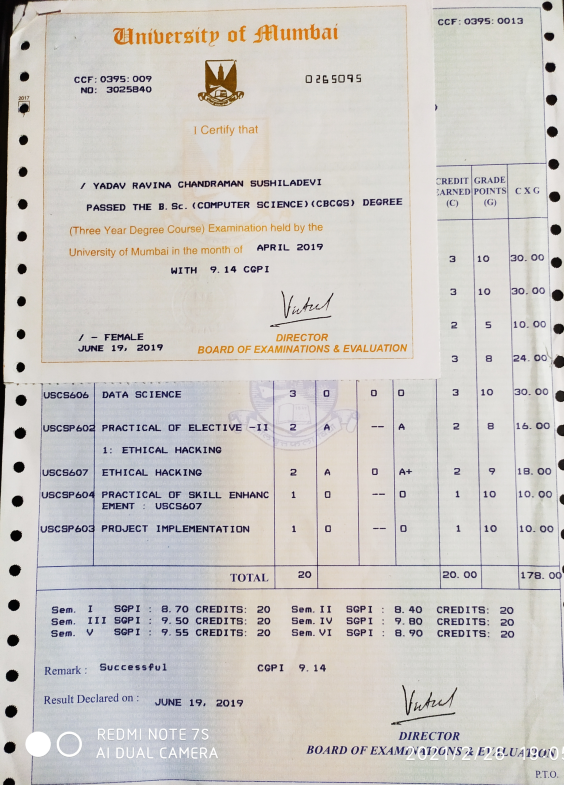 University of Mumbai
CCF: 0395: 009
NO: 3025840
0265095
I Certify that
/ YADAV RAVINA CHANDRAMAN SUSHILADEVI
PASSED THE B.Sc.(COMPUTER SCIENCE)(CBCGS) DEGREE
(Three Year Degree Course) Examination held by the
University of Mumbai in the month of APRIL 2019
WITH 9.14 CGPI
/ - FEMALE
JUNE 19, 2019
DIRECTOR
BOARD OF EXAMINATIONS & EVALUATION
2017
CCF: 0395: 0013
CREDIT EARNED (C) GRADE POINTS (G) C X G
3 10 30.00
3 10 30.00
2 5 10.00
3 8 24.00
USCS606 DATA SCIENCE 3 O O O 3 10 30.00
USCSP602 PRACTICAL OF ELECTIVE -II 2 A -- A 2 8 16.00
1: ETHICAL HACKING
USCS607 ETHICAL HACKING 2 A O A+ 2 9 18.00
USCSP604 PRACTICAL OF SKILL ENHANC 1 O -- O 1 10 10.00
EMENT : USCS607
USCSP603 PROJECT IMPLEMENTATION 1 O -- O 1 10 10.00
TOTAL 20 20.00 178.00
Sem. I SGPI : 8.70 CREDITS: 20 Sem. II SGPI : 8.40 CREDITS: 20
Sem. III SGPI : 9.50 CREDITS: 20 Sem. IV SGPI : 9.80 CREDITS: 20
Sem. V SGPI : 9.55 CREDITS: 20 Sem. VI SGPI : 8.90 CREDITS: 20
Remark : Successful CGPI 9.14
Result Declared on : JUNE 19, 2019
DIRECTOR
BOARD OF EXAMINATIONS & EVALUATION
P.T.O.
REDMI NOTE 7S
AI DUAL CAMERA